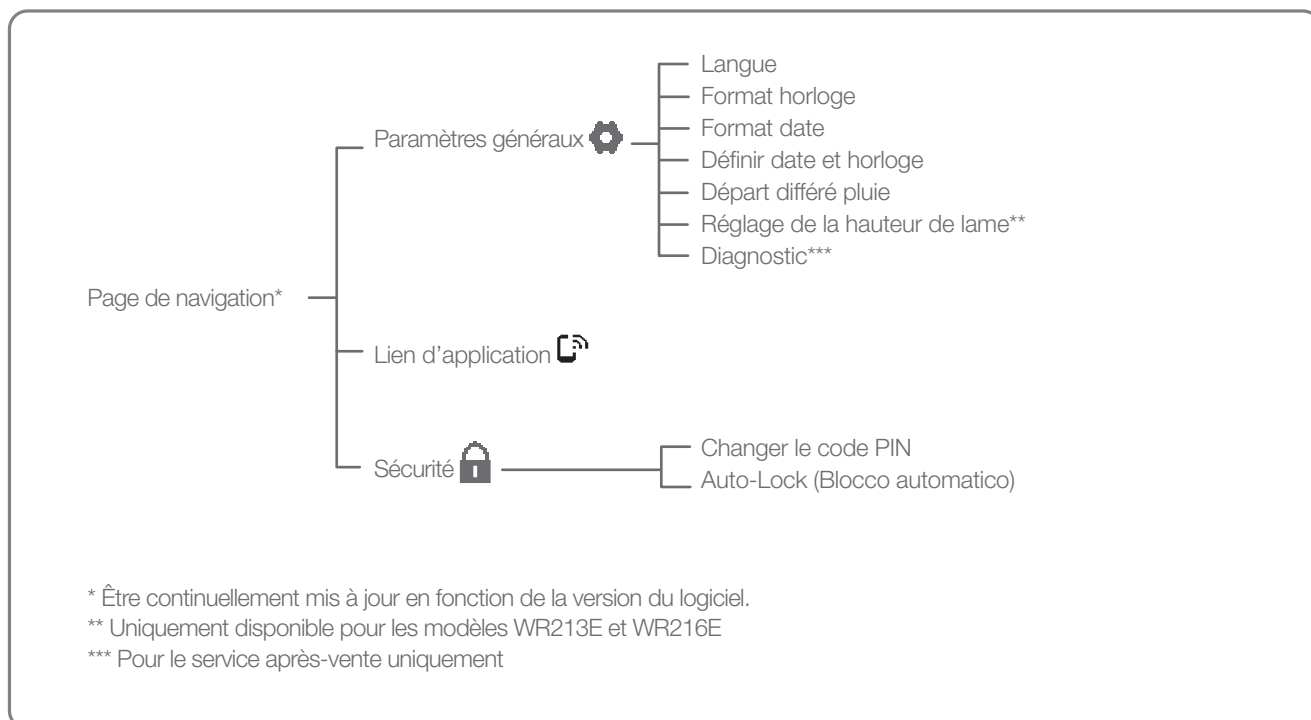 Langue
Format horloge
Paramètres généraux
Format date
Définir date et horloge
Départ différé pluie
Réglage de la hauteur de lame**
Diagnostic***
Page de navigation*
Lien d'application
Sécurité
Changer le code PIN
Auto-Lock (Blocco automatico)
* Être continuellement mis à jour en fonction de la version du logiciel.
** Uniquement disponible pour les modèles WR213E et WR216E
*** Pour le service après-vente uniquement